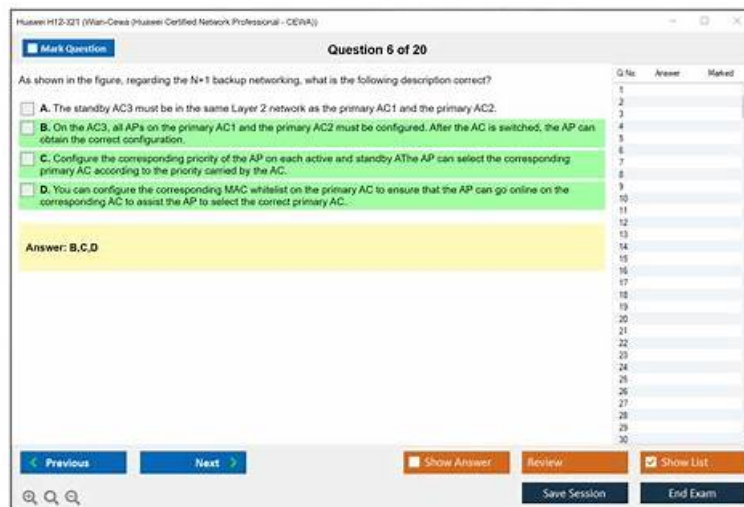 Huawei H12-321 (Wlan-Cewa (Huawei Certified Network Professional - CEWA))
Mark Question
Question 6 of 20
As shown in the figure, regarding the N+1 backup networking, what is the following description correct?
A. The standby AC3 must be in the same Layer 2 network as the primary AC1 and the primary AC2.
B. On the AC3, all APs on the primary AC1 and the primary AC2 must be configured. After the AC is switched, the AP can
obtain the correct configuration.
C. Configure the corresponding priority of the AP on each active and standby AThe AP can select the corresponding
primary AC according to the priority carried by the AC.
D. You can configure the corresponding MAC whitelist on the primary AC to ensure that the AP can go online on the
corresponding AC to assist the AP to select the correct primary AC.
Answer: B,C,D
Q.No. Answer Marked
1
2
3
4
5
6
7
8
9
10
11
12
13
14
15
16
17
18
19
20
21
22
23
24
25
26
27
28
29
30
Previous
Next
Show Answer
Review
Show List
Save Session
End Exam